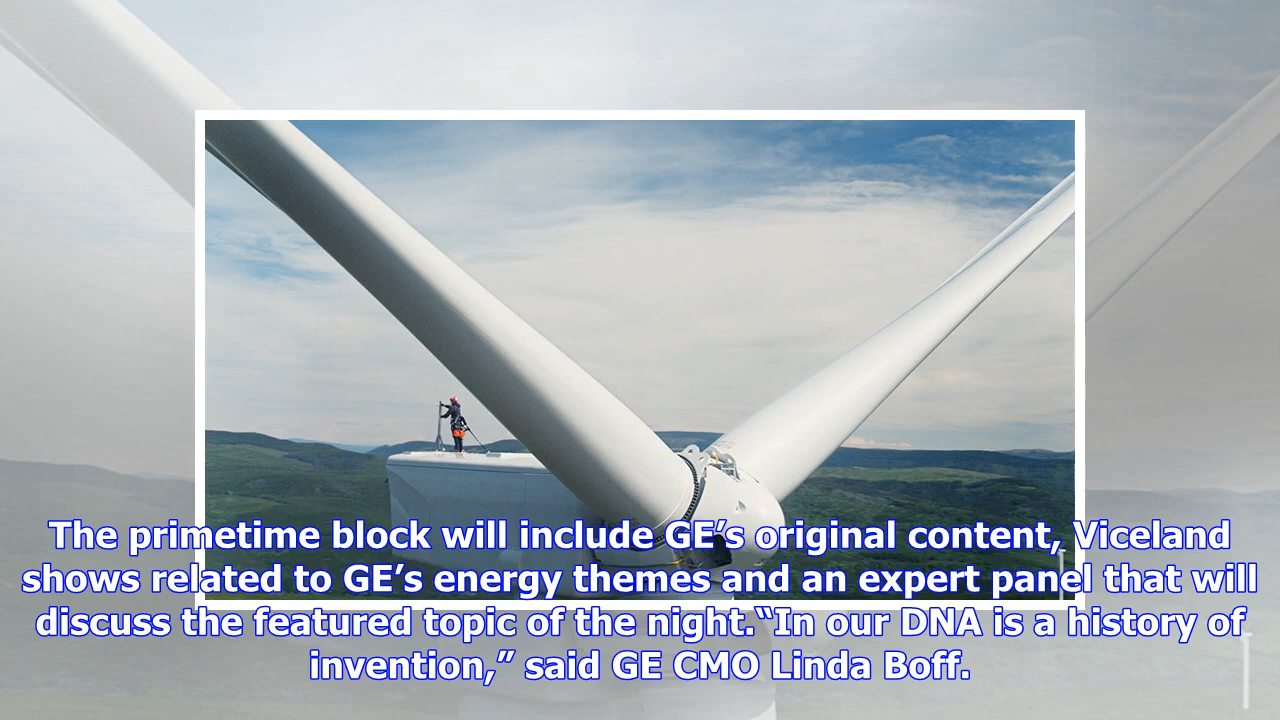 The primetime block will include GE’s original content, Viceland
shows related to GE’s energy themes and an expert panel that will
discuss the featured topic of the night.“In our DNA is a history of
invention,” said GE CMO Linda Boff.